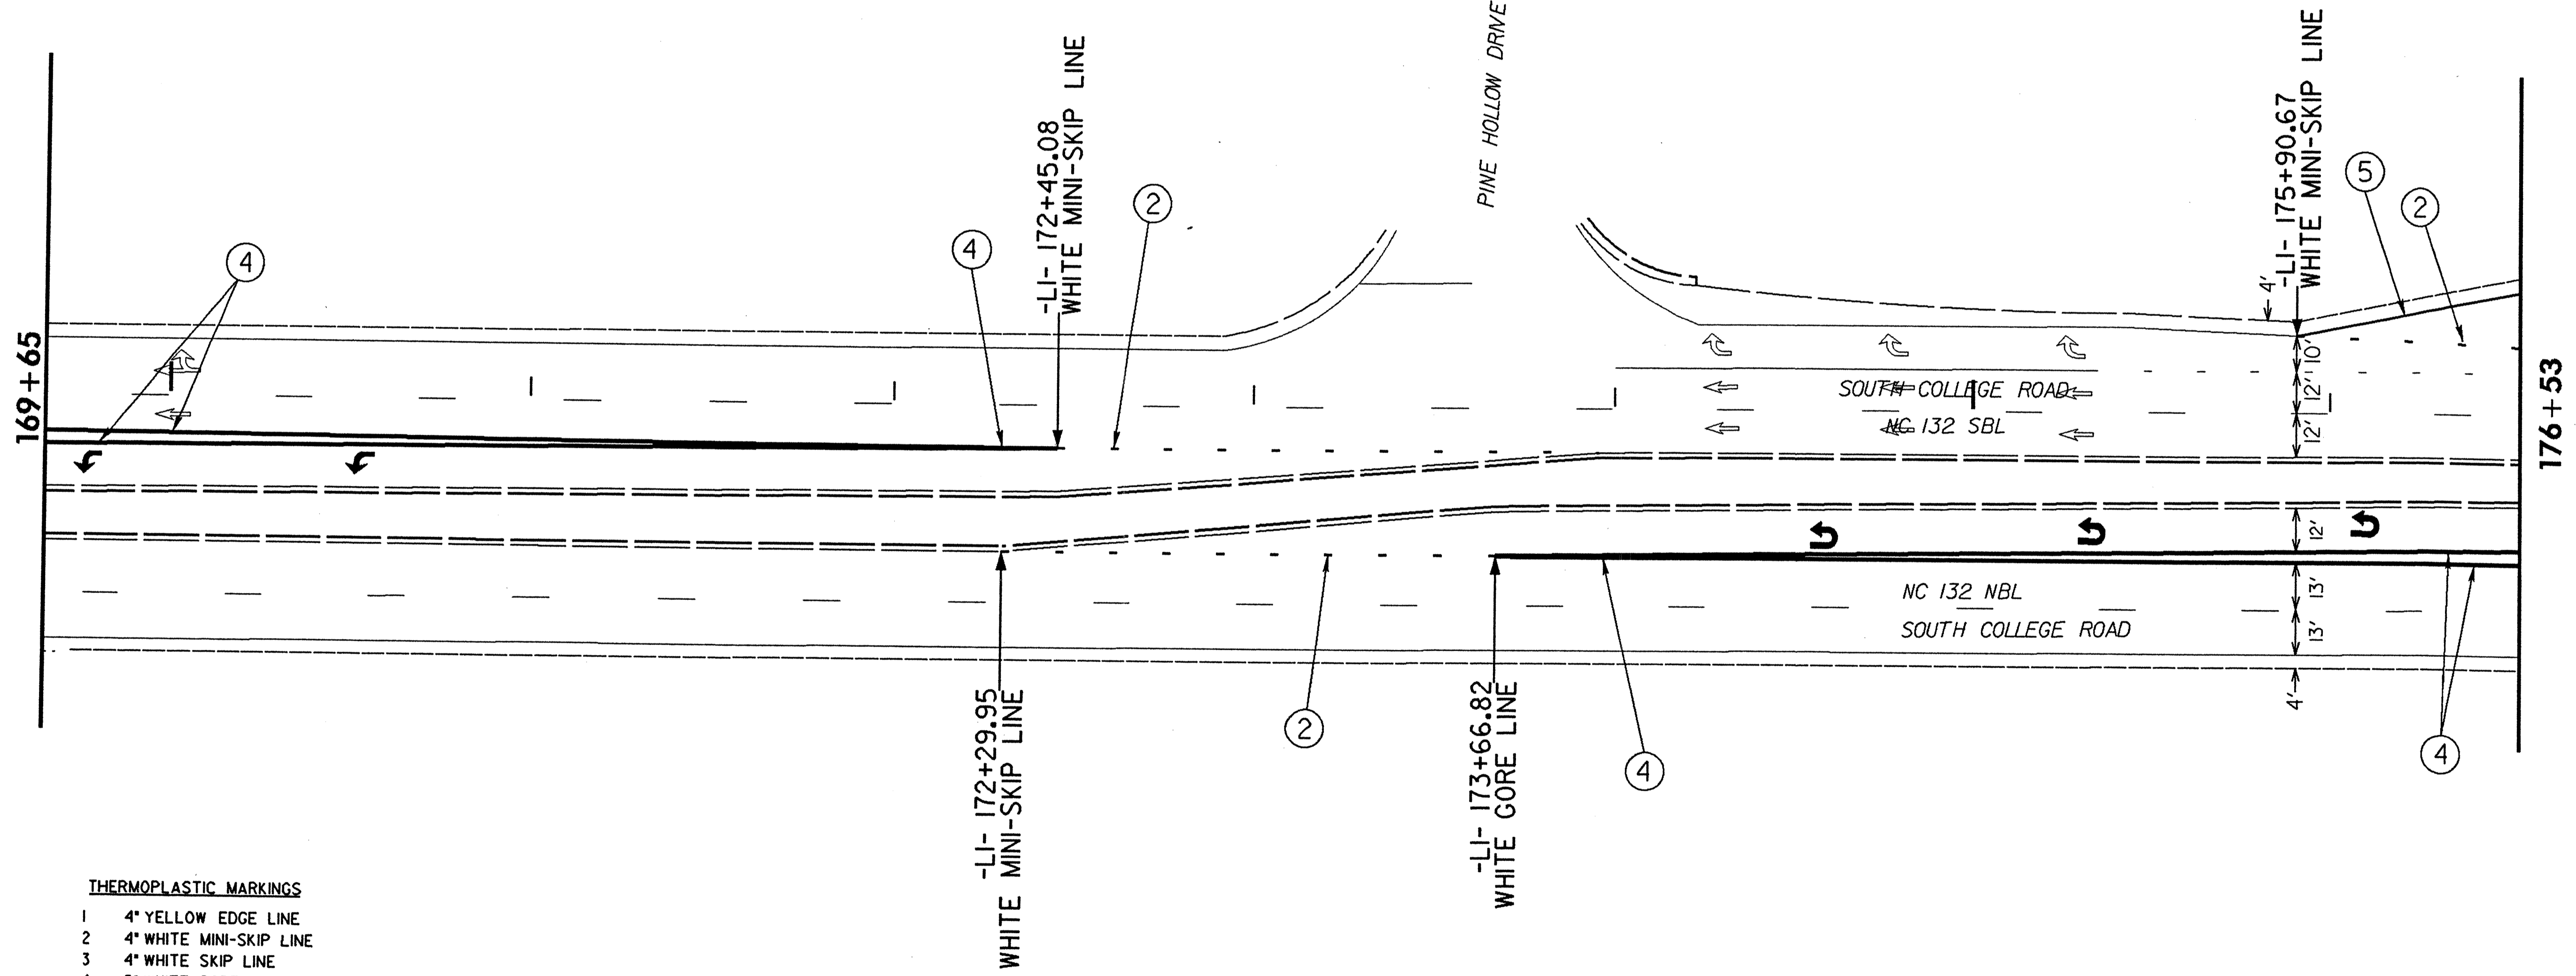 PINE HOLLOW DRIVE
-L1- 172+45.08
WHITE MINI-SKIP LINE
-L1- 175+90.67
WHITE MINI-SKIP LINE
5
2
2
4
4
4'
169+65
176+53
10'
12'
12'
SOUTH COLLEGE ROAD
NC 132 SBL
12'
NC 132 NBL
SOUTH COLLEGE ROAD
13'
13'
4'
-L1- 172+29.95
WHITE MINI-SKIP LINE
2
-L1- 173+66.82
WHITE GORE LINE
4
4
THERMOPLASTIC MARKINGS
1 4" YELLOW EDGE LINE
2 4" WHITE MINI-SKIP LINE
3 4" WHITE SKIP LINE